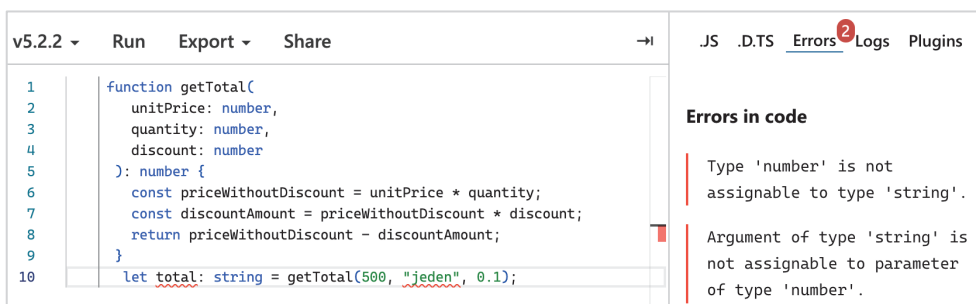 v5.2.2 Run Export Share
.JS .D.TS Errors 2 Logs Plugins
1 function getTotal(
2 unitPrice: number,
3 quantity: number,
4 discount: number
5 ): number {
6 const priceWithoutDiscount = unitPrice * quantity;
7 const discountAmount = priceWithoutDiscount * discount;
8 return priceWithoutDiscount - discountAmount;
9 }
10 let total: string = getTotal(500, "jeden", 0.1);
Errors in code
Type 'number' is not
assignable to type 'string'.
Argument of type 'string' is
not assignable to parameter
of type 'number'.